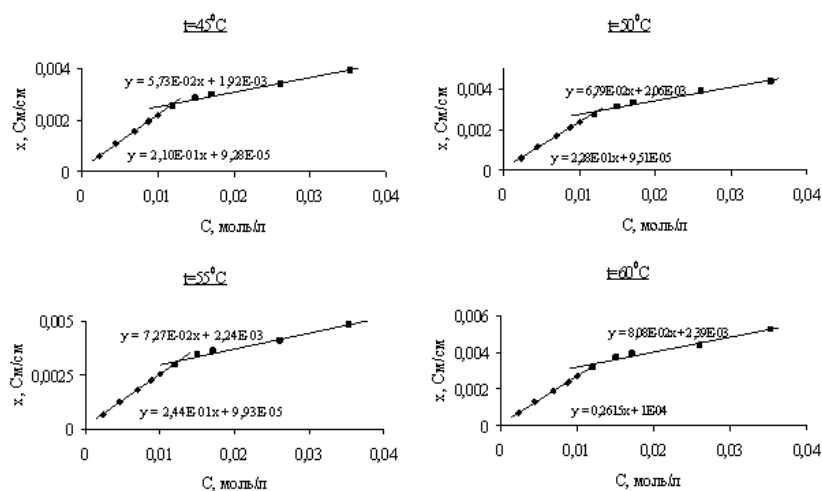 t=45⁰C
x, См/см
0,004
0,002
0
y = 5,73E-02x + 1,92E-03
y = 2,10E-01x + 9,28E-05
0 0,01 0,02 0,03 0,04
C, моль/л
t=50⁰C
x, См/см
0,004
0,002
0
y = 6,79E-02x + 2,06E-03
y = 2,28E-01x + 9,51E-05
0 0,01 0,02 0,03 0,04
C, моль/л
t=55⁰C
x, См/см
0,005
0,0025
0
y = 7,27E-02x + 2,24E-03
y = 2,44E-01x + 9,93E-05
0 0,01 0,02 0,03 0,04
C, моль/л
t=60⁰C
x, См/см
0,006
0,004
0,002
0
y = 8,08E-02x + 2,39E-03
y = 0,2615x + 1E-04
0 0,01 0,02 0,03 0,04
C, моль/л